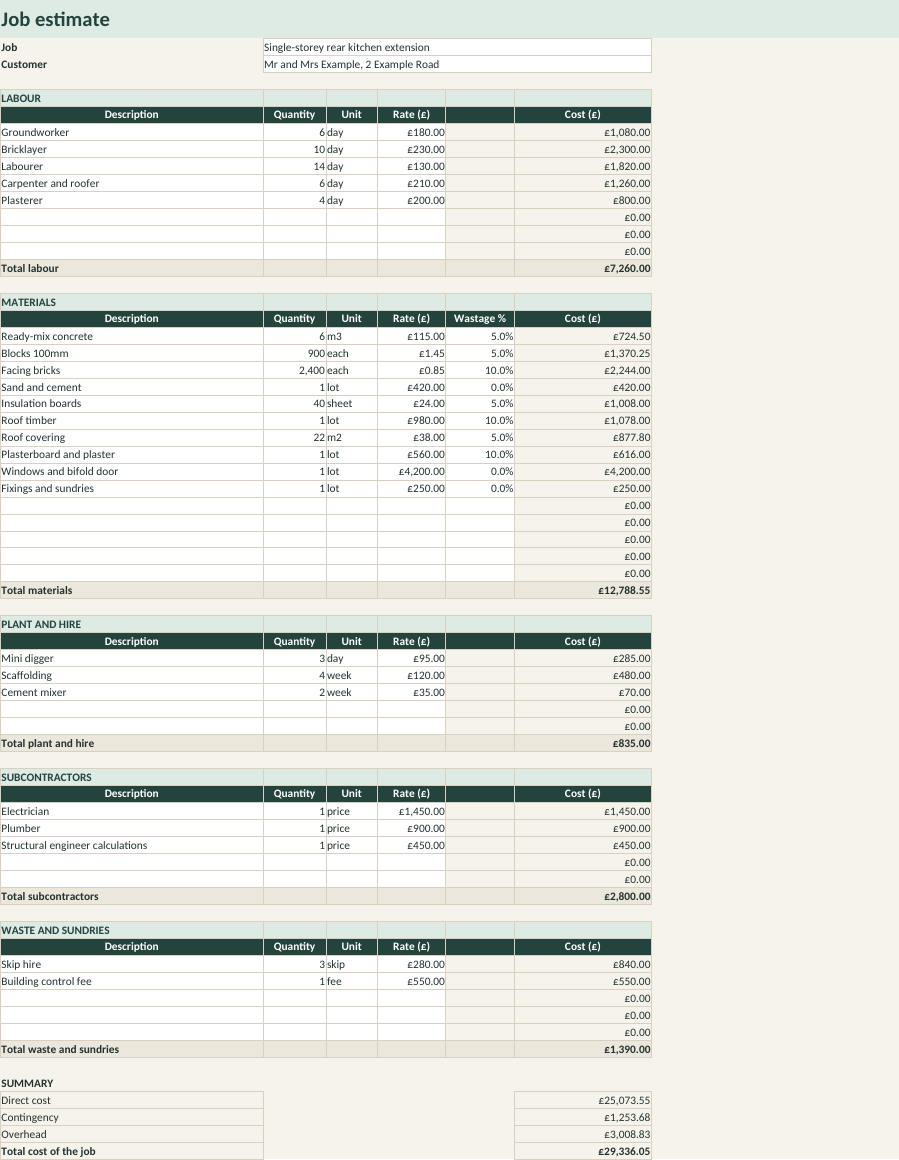 Job estimate
Job Single-storey rear kitchen extension
Customer Mr and Mrs Example, 2 Example Road
LABOUR
Description Quantity Unit Rate (£) Cost (£)
Groundworker 6 day £180.00 £1,080.00
Bricklayer 10 day £230.00 £2,300.00
Labourer 14 day £130.00 £1,820.00
Carpenter and roofer 6 day £210.00 £1,260.00
Plasterer 4 day £200.00 £800.00
£0.00
£0.00
£0.00
Total labour £7,260.00
MATERIALS
Description Quantity Unit Rate (£) Wastage % Cost (£)
Ready-mix concrete 6 m3 £115.00 5.0% £724.50
Blocks 100mm 900 each £1.45 5.0% £1,370.25
Facing bricks 2,400 each £0.85 10.0% £2,244.00
Sand and cement 1 lot £420.00 0.0% £420.00
Insulation boards 40 sheet £24.00 5.0% £1,008.00
Roof timber 1 lot £980.00 10.0% £1,078.00
Roof covering 22 m2 £38.00 5.0% £877.80
Plasterboard and plaster 1 lot £560.00 10.0% £616.00
Windows and bifold door 1 lot £4,200.00 0.0% £4,200.00
Fixings and sundries 1 lot £250.00 0.0% £250.00
£0.00
£0.00
£0.00
£0.00
£0.00
Total materials £12,788.55
PLANT AND HIRE
Description Quantity Unit Rate (£) Cost (£)
Mini digger 3 day £95.00 £285.00
Scaffolding 4 week £120.00 £480.00
Cement mixer 2 week £35.00 £70.00
£0.00
£0.00
Total plant and hire £835.00
SUBCONTRACTORS
Description Quantity Unit Rate (£) Cost (£)
Electrician 1 price £1,450.00 £1,450.00
Plumber 1 price £900.00 £900.00
Structural engineer calculations 1 price £450.00 £450.00
£0.00
£0.00
Total subcontractors £2,800.00
WASTE AND SUNDRIES
Description Quantity Unit Rate (£) Cost (£)
Skip hire 3 skip £280.00 £840.00
Building control fee 1 fee £550.00 £550.00
£0.00
£0.00
£0.00
Total waste and sundries £1,390.00
SUMMARY
Direct cost £25,073.55
Contingency £1,253.68
Overhead £3,008.83
Total cost of the job £29,336.05